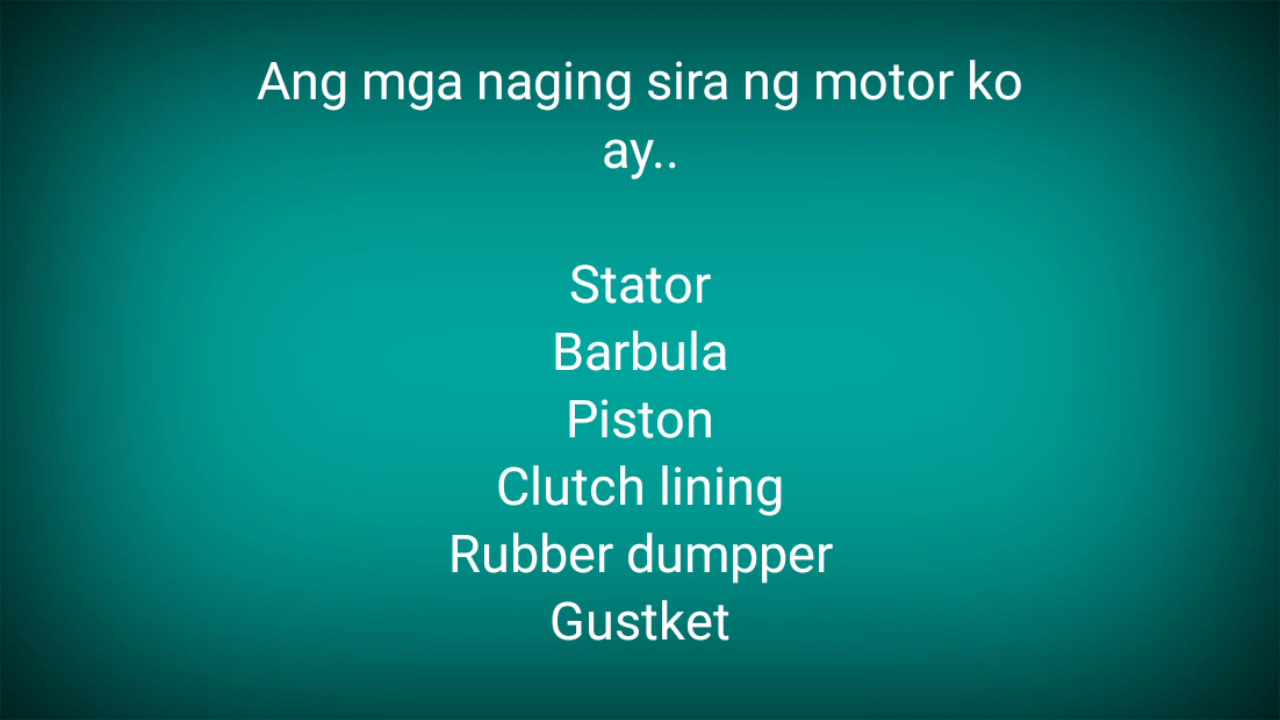 Ang mga naging sira ng motor ko
ay..
Stator
Barbula
Piston
Clutch lining
Rubber dumpper
Gustket